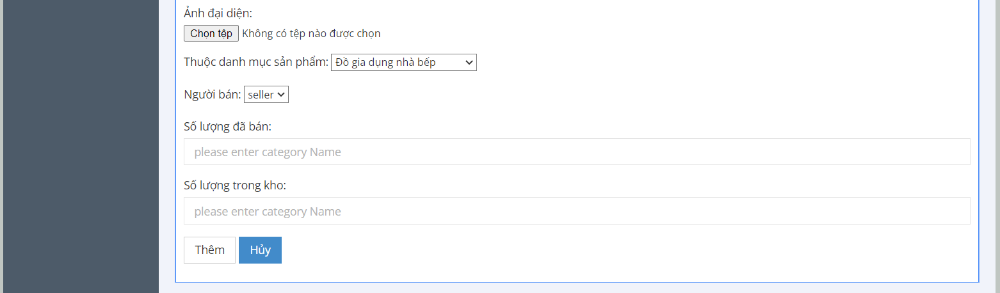 Ảnh đại diện:
Chọn tệp Không có tệp nào được chọn
Thuộc danh mục sản phẩm: Đồ gia dụng nhà bếp
Người bán: seller
Số lượng đã bán:
please enter category Name
Số lượng trong kho:
please enter category Name
Thêm Hủy